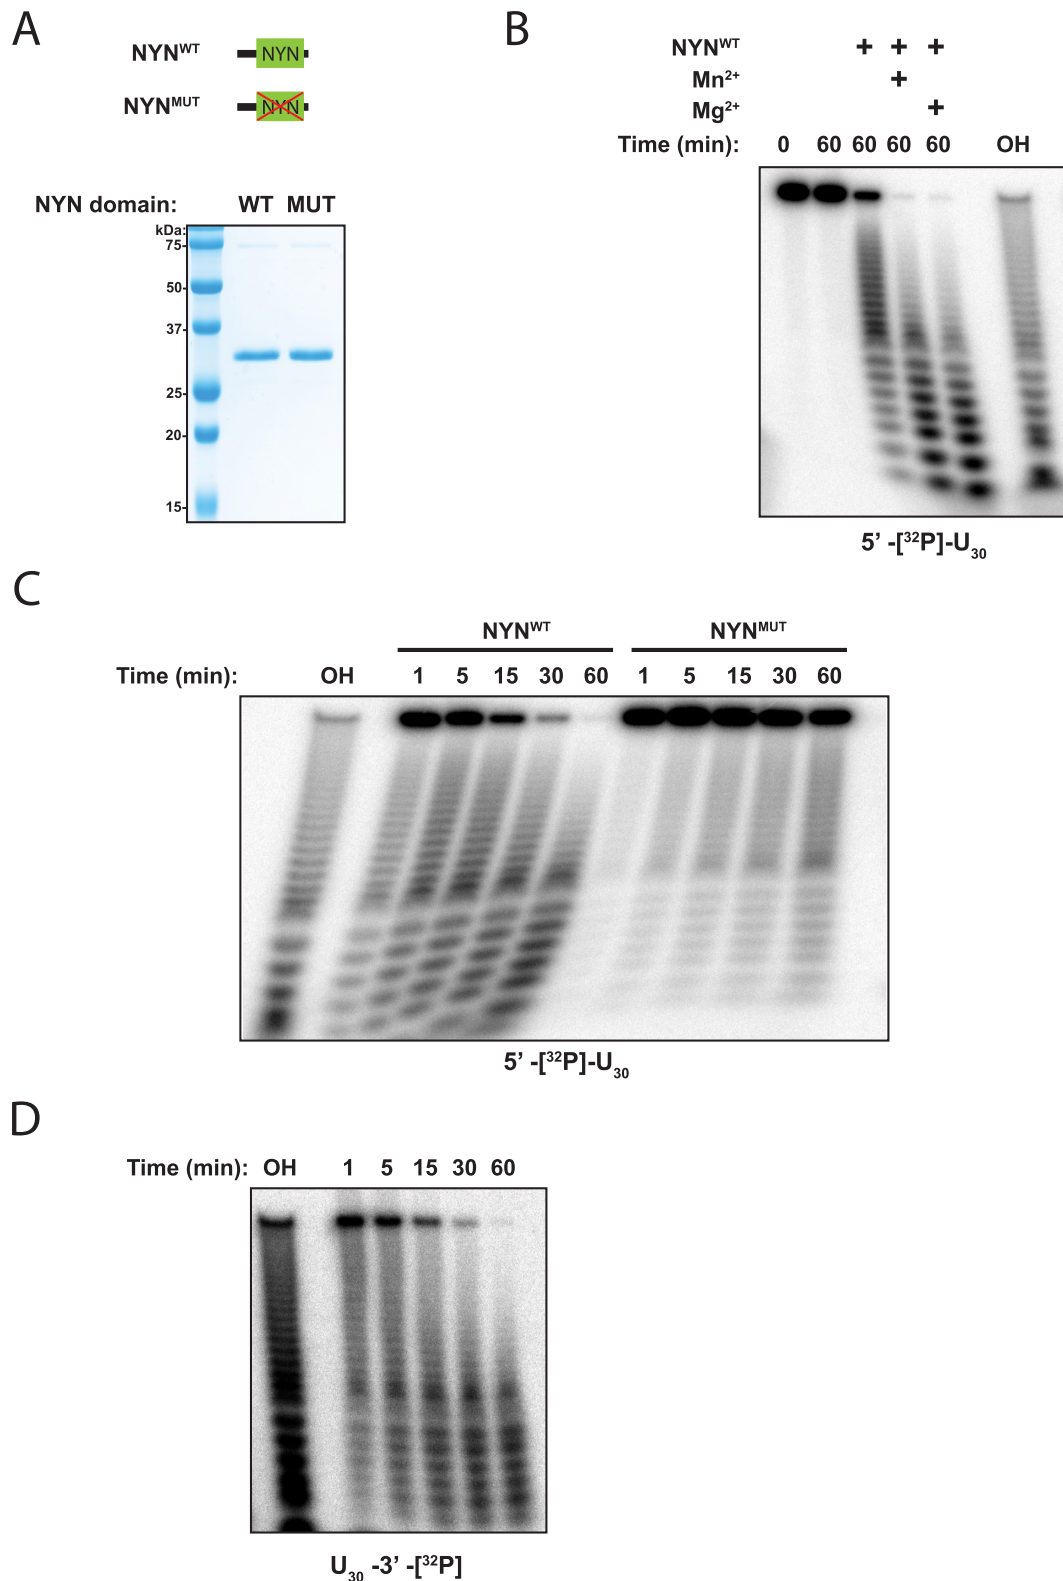 A
NYN^WT
NYN
NYN^MUT
NYN
NYN domain: WT MUT
kDa:
75-
50-
37-
25-
20-
15-
B
NYN^WT + + +
Mn²⁺ +
Mg²⁺ +
Time (min): 0 60 60 60 60 OH
5’ -[³²P]-U₃₀
C
NYN^WT NYN^MUT
Time (min): OH 1 5 15 30 60 1 5 15 30 60
5’ -[³²P]-U₃₀
D
Time (min): OH 1 5 15 30 60
U₃₀ -3’ -[³²P]